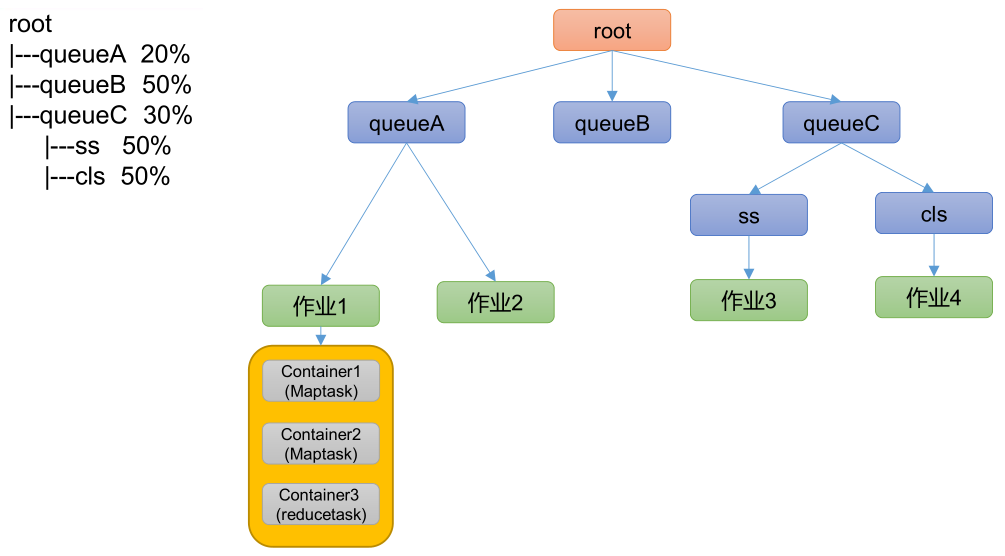 root
|---queueA 20%
|---queueB 50%
|---queueC 30%
|---ss 50%
|---cls 50%
root
queueA
queueB
queueC
ss
cls
作业1
作业2
作业3
作业4
Container1
(Maptask)
Container2
(Maptask)
Container3
(reducetask)